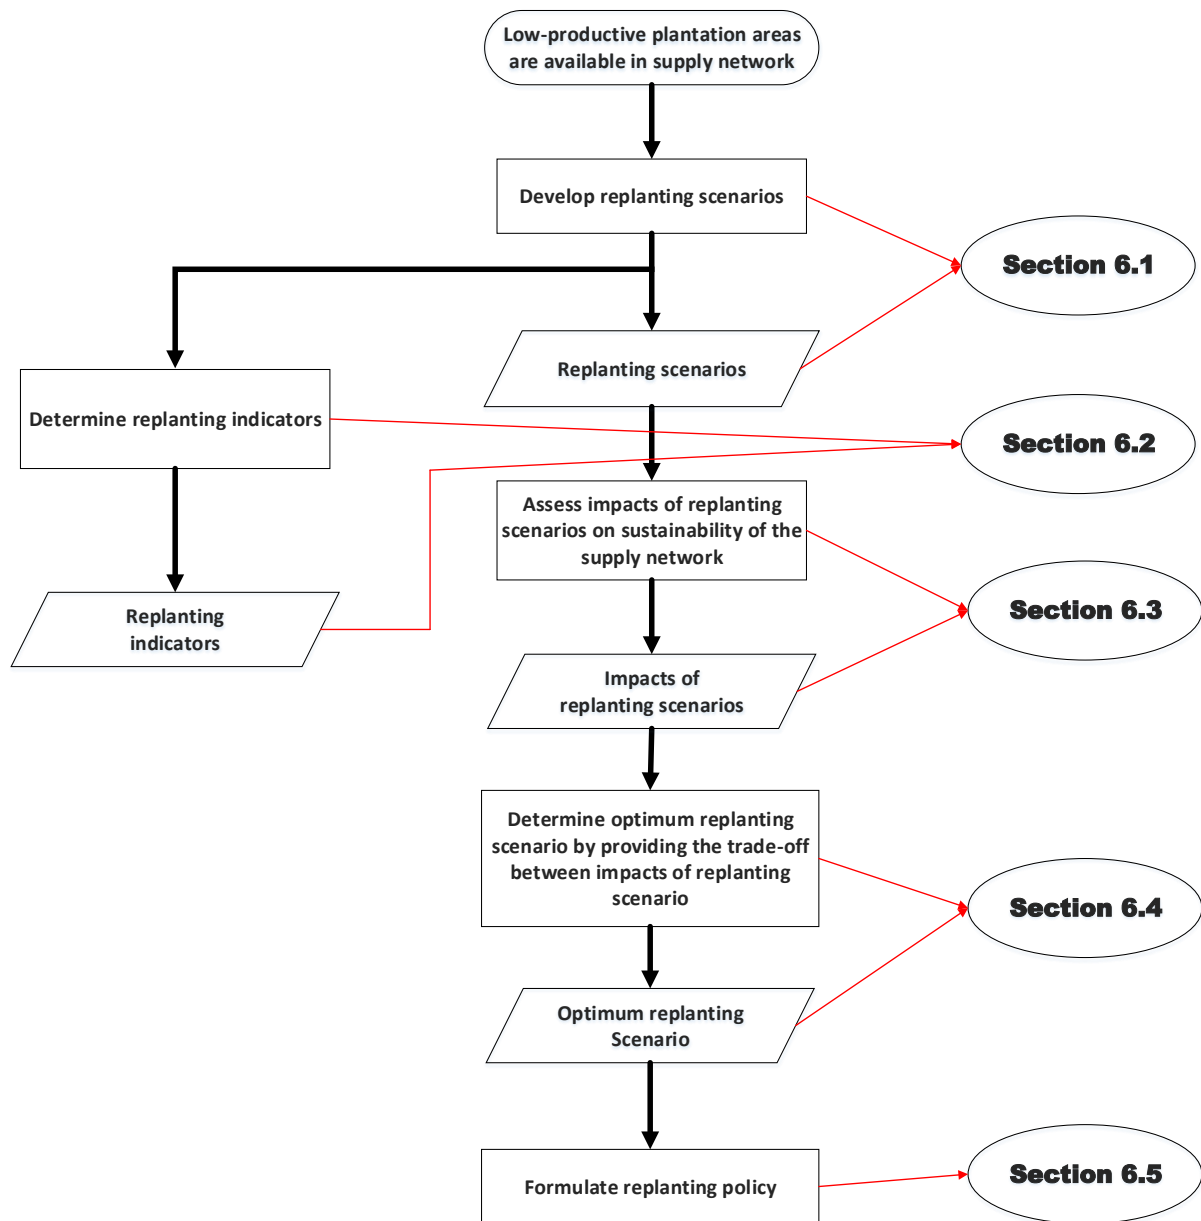 Low-productive plantation areas
are available in supply network
Develop replanting scenarios
Section 6.1
Replanting scenarios
Determine replanting indicators
Section 6.2
Assess impacts of replanting
scenarios on sustainability of the
supply network
Section 6.3
Replanting
indicators
Impacts of
replanting scenarios
Determine optimum replanting
scenario by providing the trade-off
between impacts of replanting
scenario
Section 6.4
Optimum replanting
Scenario
Formulate replanting policy
Section 6.5